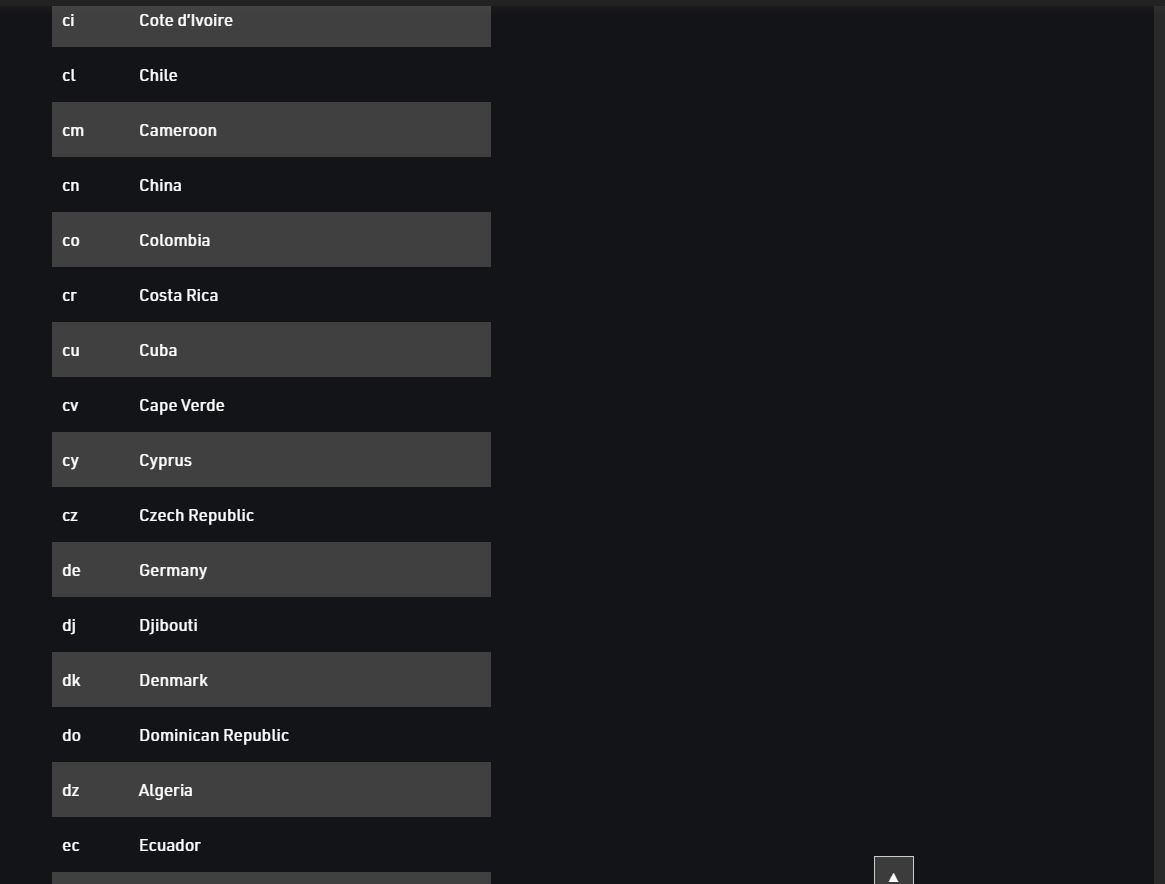 ci Cote d'Ivoire
cl Chile
cm Cameroon
cn China
co Colombia
cr Costa Rica
cu Cuba
cv Cape Verde
cy Cyprus
cz Czech Republic
de Germany
dj Djibouti
dk Denmark
do Dominican Republic
dz Algeria
ec Ecuador